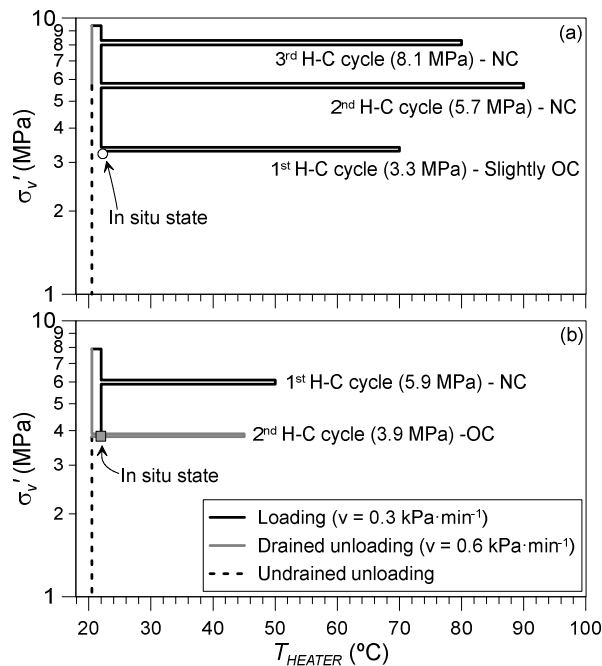 10
9
8
7
6
5
4
3
2
1
σv' (MPa)
(a)
3rd H-C cycle (8.1 MPa) - NC
2nd H-C cycle (5.7 MPa) - NC
1st H-C cycle (3.3 MPa) - Slightly OC
In situ state
10
9
8
7
6
5
4
3
2
1
σv' (MPa)
(b)
1st H-C cycle (5.9 MPa) - NC
2nd H-C cycle (3.9 MPa) -OC
In situ state
Loading (v = 0.3 kPa·min-1)
Drained unloading (v = 0.6 kPa·min-1)
Undrained unloading
20 30 40 50 60 70 80 90 100
THEATER (ºC)